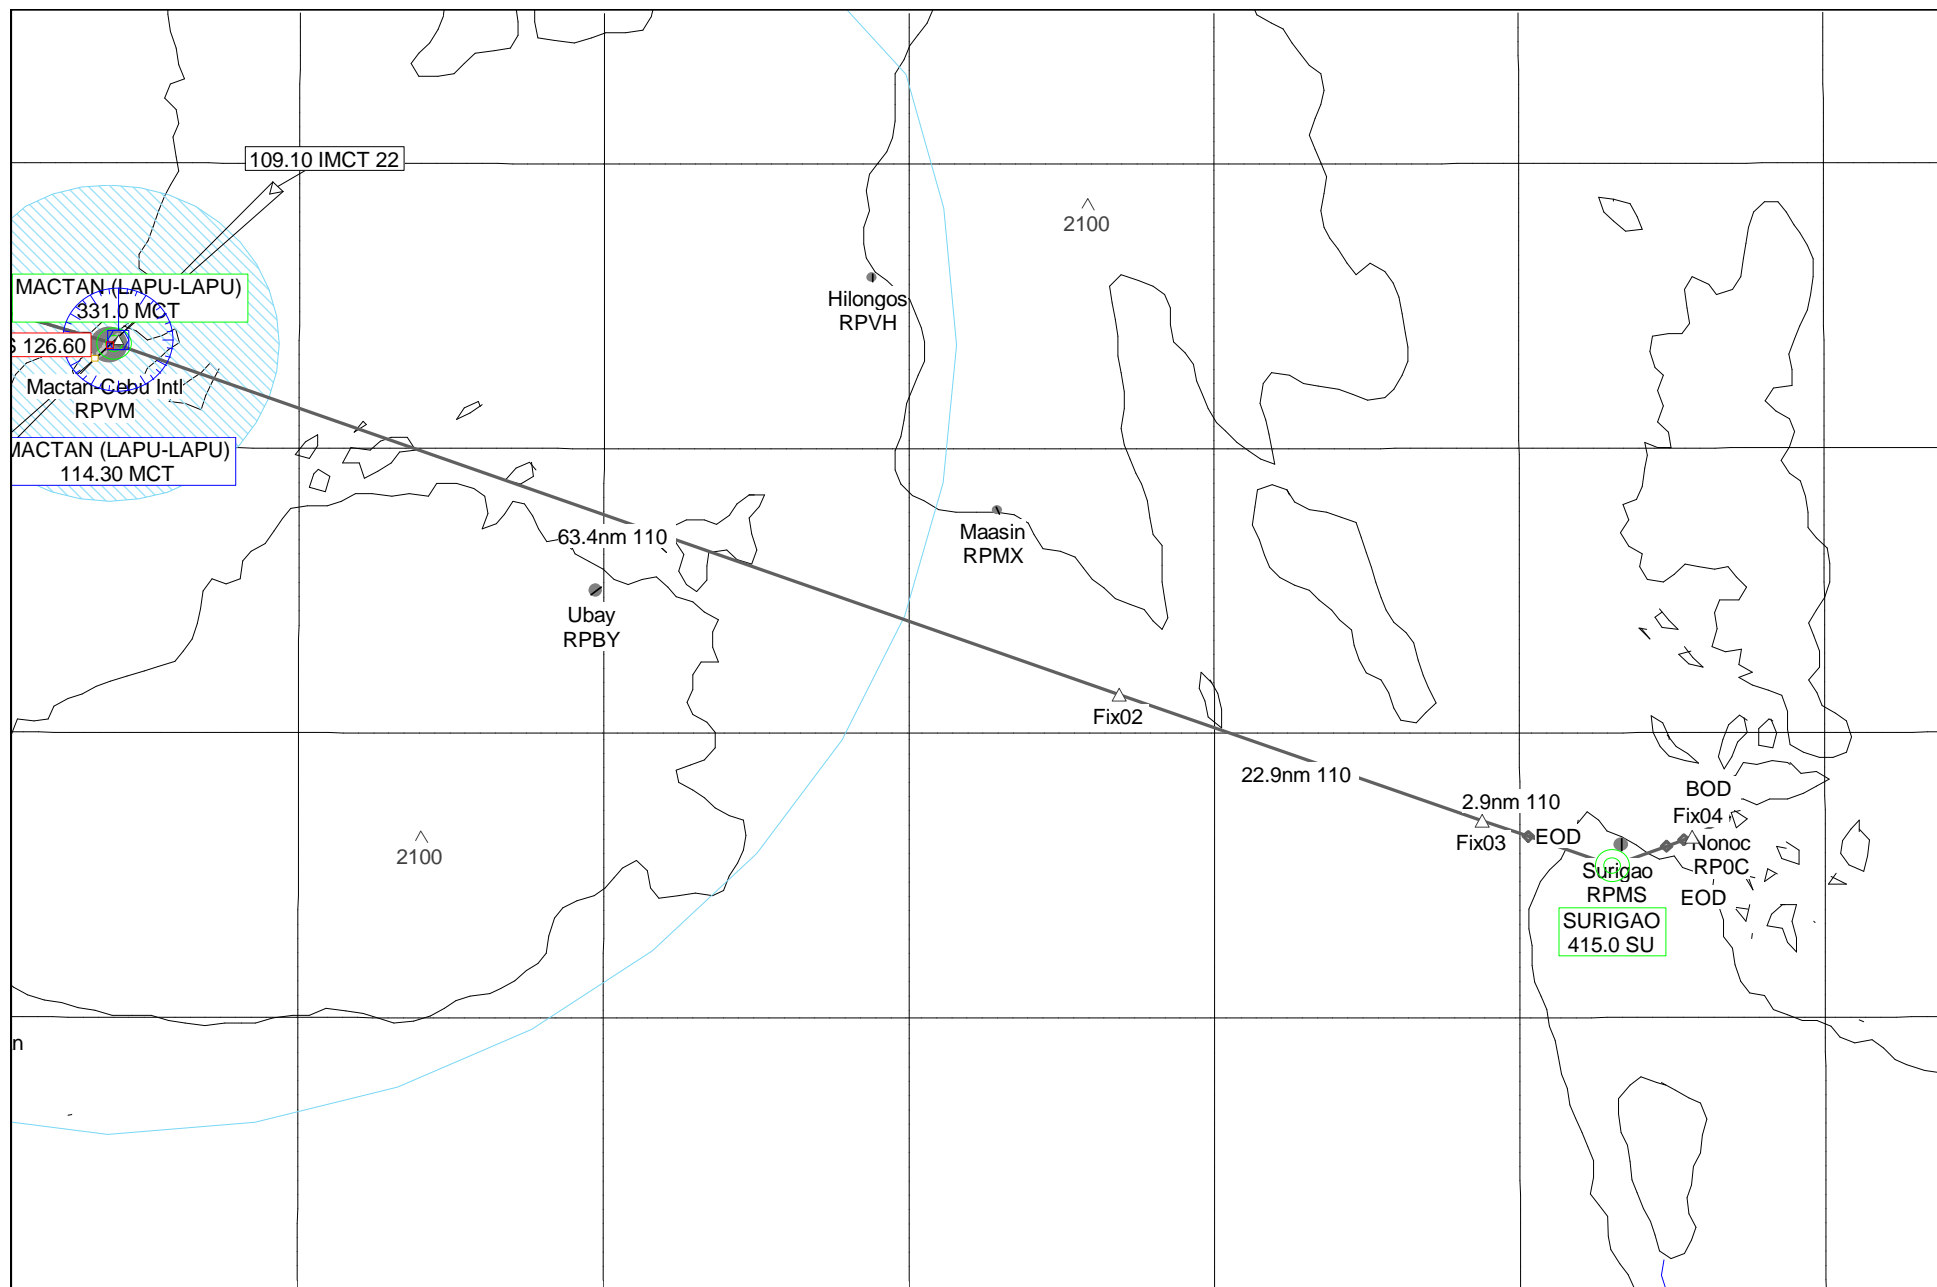 109.10 IMCT 22
2100
MACTAN (LAPU-LAPU)
331.0 MCT
Hilongos
RPVH
126.60
Mactan-Cebu Intl
RPVM
MACTAN (LAPU-LAPU)
114.30 MCT
63.4nm 110
Maasin
RPMX
Ubay
RPBY
Fix02
22.9nm 110
BOD
2.9nm 110
Fix04
EOD
Fix03
Nonoc
RP0C
2100
Surigao
RPMS
EOD
SURIGAO
415.0 SU
n